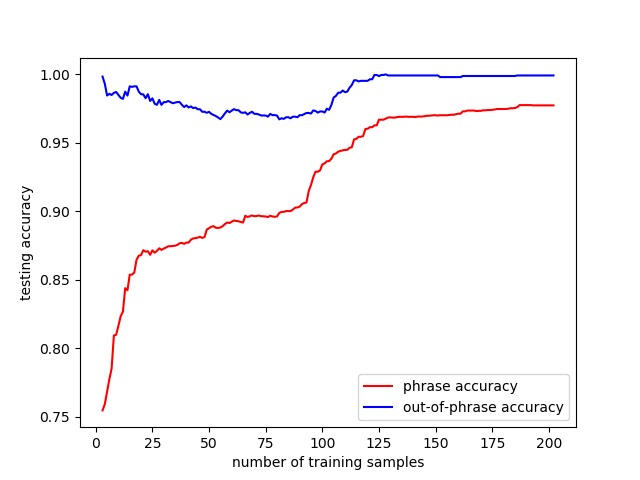 1.00
0.95
0.90
0.85
0.80
0.75
testing accuracy
phrase accuracy
out-of-phrase accuracy
0 25 50 75 100 125 150 175 200
number of training samples